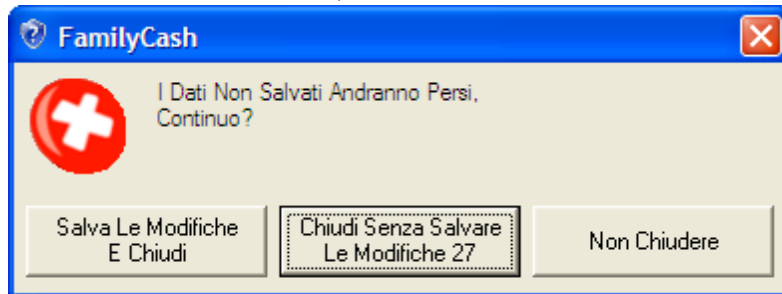 FamilyCash
I Dati Non Salvati Andranno Persi,
Continuo?
Salva Le Modifiche
E Chiudi
Chiudi Senza Salvare
Le Modifiche 27
Non Chiudere